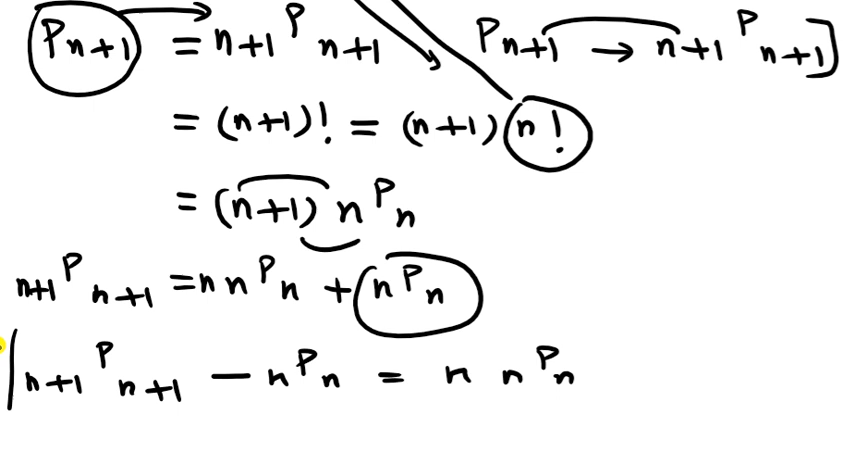 Pn+1 = n+1 P n+1    Pn+1 → n+1 P n+1]
= (n+1)! = (n+1) n!
= (n+1) n P n
n+1 P n+1 = n n P n + n P n
n+1 P n+1 − n P n = n n P n